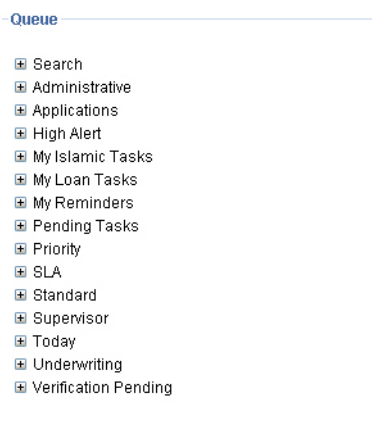 Queue
Search
Administrative
Applications
High Alert
My Islamic Tasks
My Loan Tasks
My Reminders
Pending Tasks
Priority
SLA
Standard
Supervisor
Today
Underwriting
Verification Pending